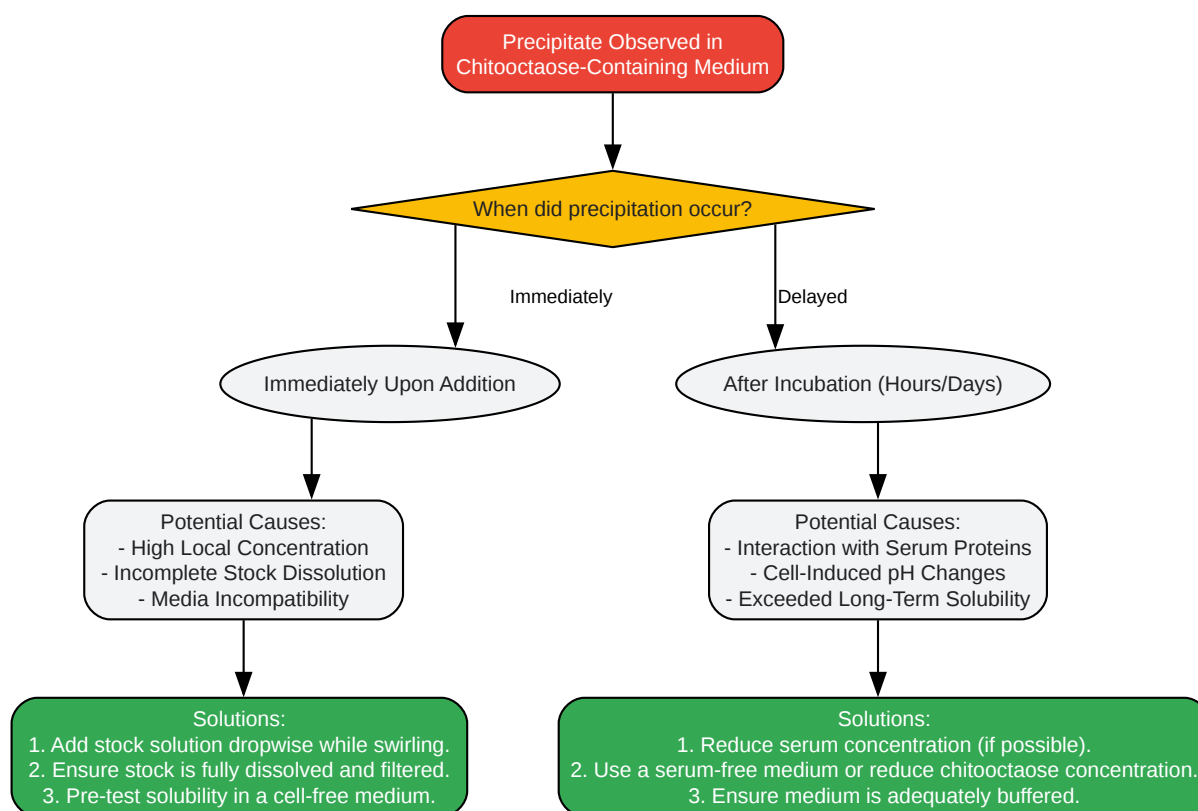 Precipitate Observed in
Chitooctaose-Containing Medium
When did precipitation occur?
Immediately
Delayed
Immediately Upon Addition
After Incubation (Hours/Days)
Potential Causes:
- High Local Concentration
- Incomplete Stock Dissolution
- Media Incompatibility
Potential Causes:
- Interaction with Serum Proteins
- Cell-Induced pH Changes
- Exceeded Long-Term Solubility
Solutions:
1. Add stock solution dropwise while swirling.
2. Ensure stock is fully dissolved and filtered.
3. Pre-test solubility in a cell-free medium.
Solutions:
1. Reduce serum concentration (if possible).
2. Use a serum-free medium or reduce chitooctaose concentration.
3. Ensure medium is adequately buffered.